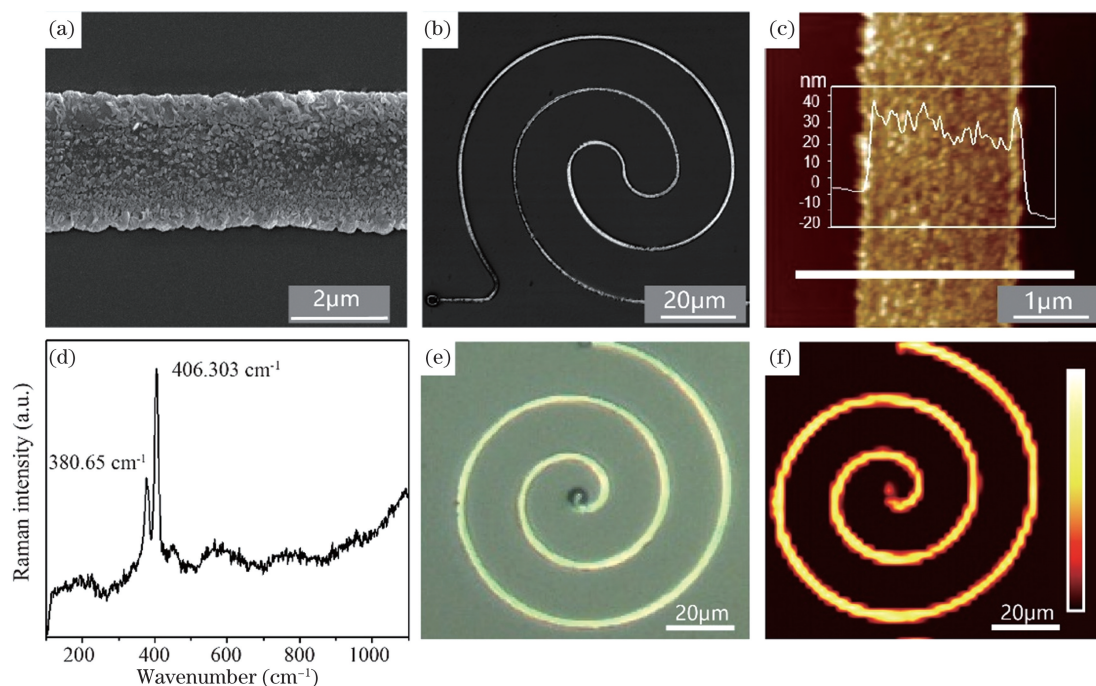 (a)
2μm
(b)
20μm
(c)
nm
40
30
20
10
0
-10
-20
1μm
(d)
406.303 cm⁻¹
380.65 cm⁻¹
Raman intensity (a.u.)
200 400 600 800 1000
Wavenumber (cm⁻¹)
(e)
20μm
(f)
20μm